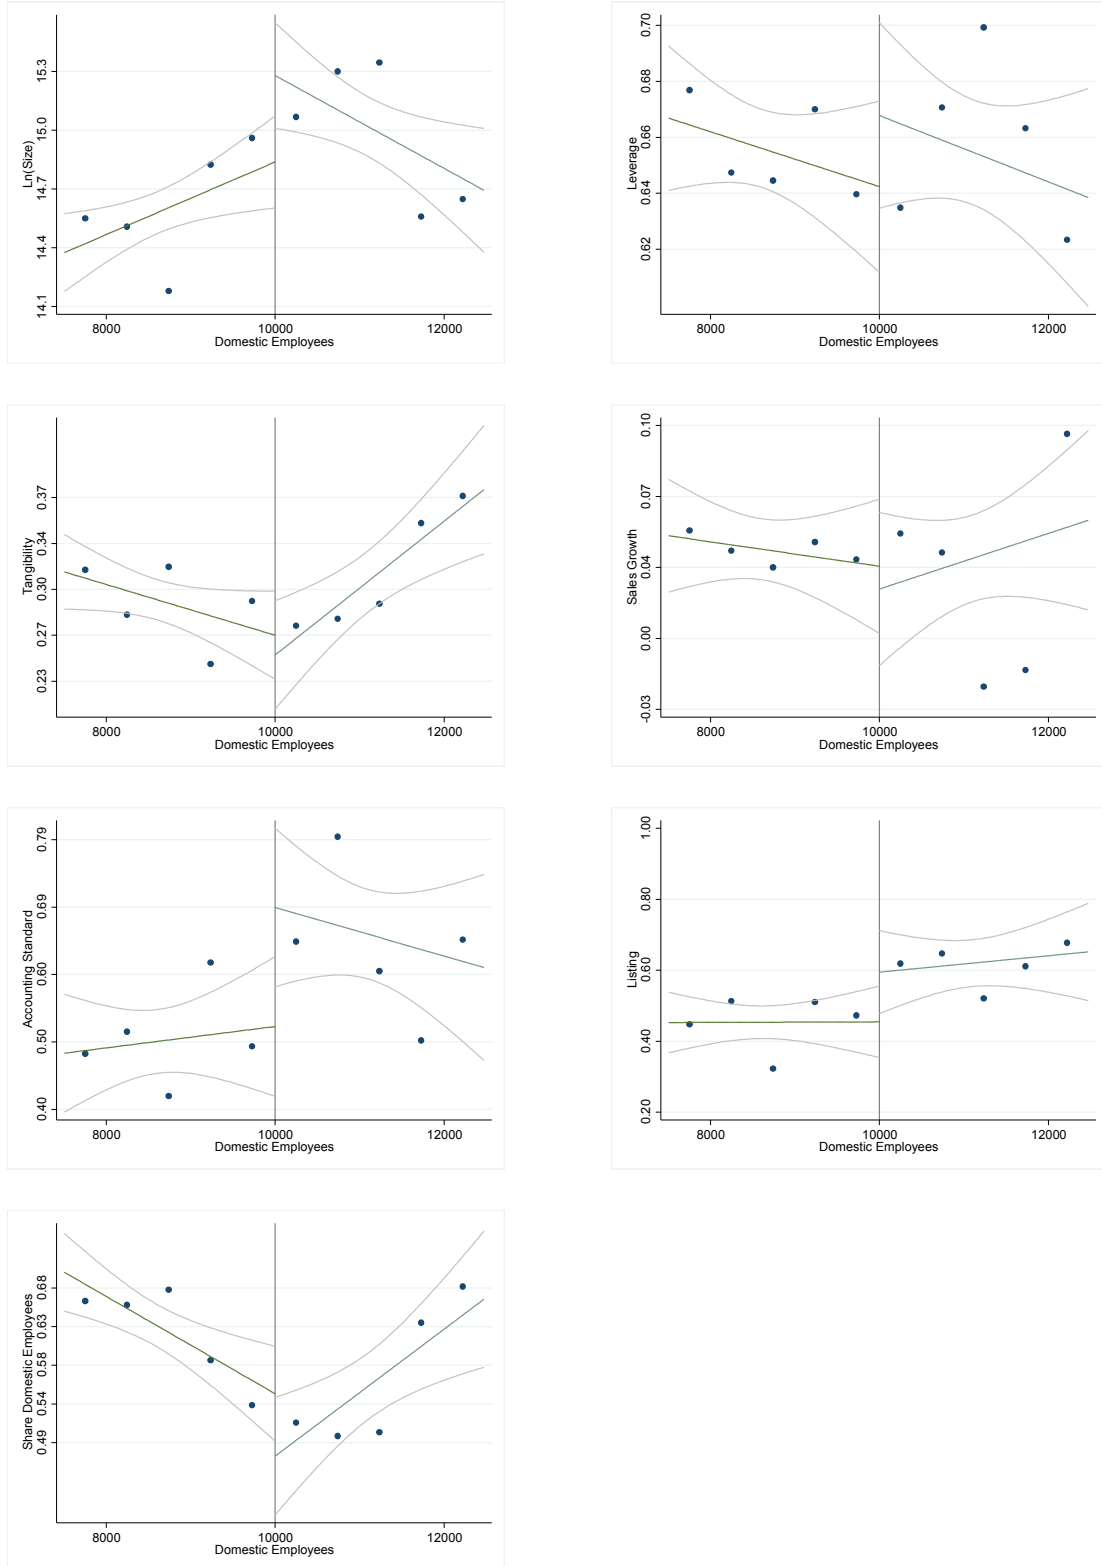 Ln(Size)
15.3
15.0
14.7
14.4
14.1
8000 10000 12000
Domestic Employees
Leverage
0.70
0.68
0.66
0.64
0.62
8000 10000 12000
Domestic Employees
Tangibility
0.37
0.34
0.30
0.27
0.23
8000 10000 12000
Domestic Employees
Sales Growth
0.10
0.07
0.04
0.00
-0.03
8000 10000 12000
Domestic Employees
Accounting Standard
0.79
0.69
0.60
0.50
0.40
8000 10000 12000
Domestic Employees
Listing
1.00
0.80
0.60
0.40
0.20
8000 10000 12000
Domestic Employees
Share Domestic Employees
0.68
0.63
0.58
0.54
0.49
8000 10000 12000
Domestic Employees